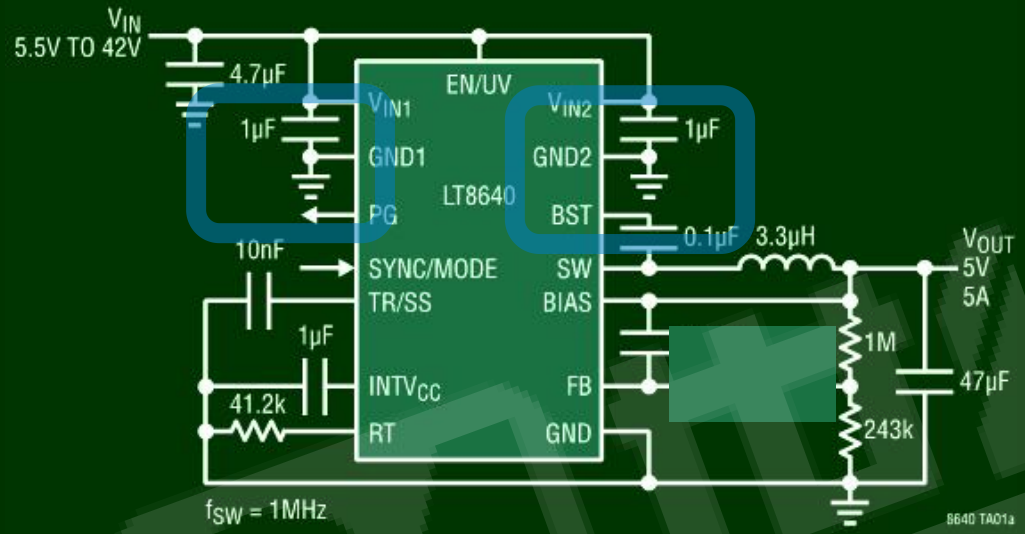 VIN
5.5V TO 42V
4.7µF
EN/UV
VIN1
VIN2
1µF
1µF
GND1
GND2
LT8640
PG
BST
0.1µF
3.3µH
VOUT
5V
5A
10nF
SYNC/MODE
SW
TR/SS
BIAS
1µF
1M
INTVCC
FB
47µF
41.2k
RT
GND
243k
fSW = 1MHz
8640 TA01a